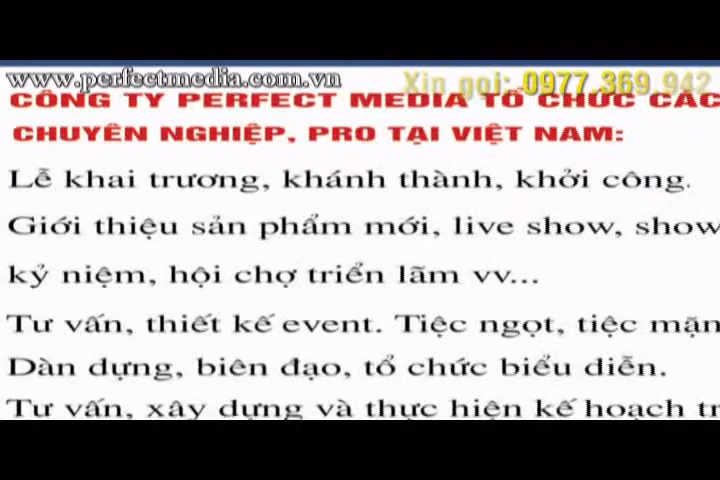 www.perfectmedia.com.vn
Xin gọi: 0977.369.942
CÔNG TY PERFECT MEDIA TỔ CHỨC CÁC
CHUYÊN NGHIỆP, PRO TẠI VIỆT NAM:
Lễ khai trương, khánh thành, khởi công.
Giới thiệu sản phẩm mới, live show, show
kỷ niệm, hội chợ triển lãm vv...
Tư vấn, thiết kế event. Tiệc ngọt, tiệc mặn
Dàn dựng, biên đạo, tổ chức biểu diễn.
Tư vấn, xây dựng và thực hiện kế hoạch tr